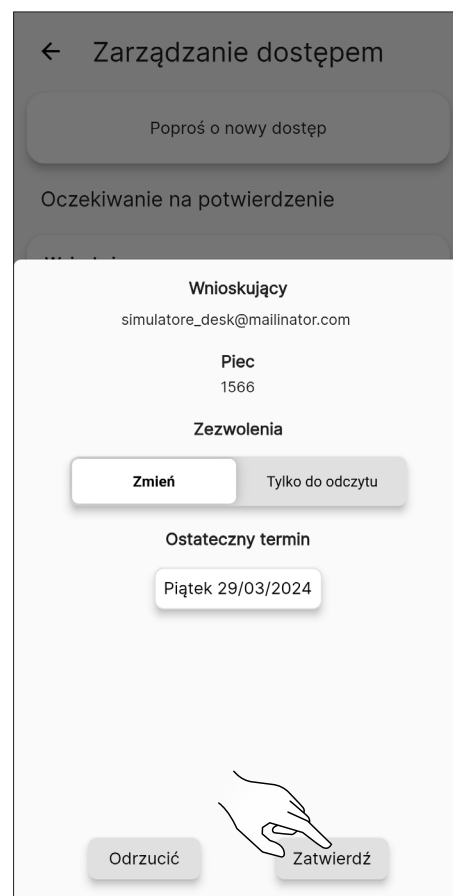 Zarządzanie dostępem
Poproś o nowy dostęp
Oczekiwanie na potwierdzenie
Wnioskujący
simulatore_desk@mailinator.com
Piec
1566
Zezwolenia
Zmień Tylko do odczytu
Ostateczny termin
Piątek 29/03/2024
Odrzucić Zatwierdź